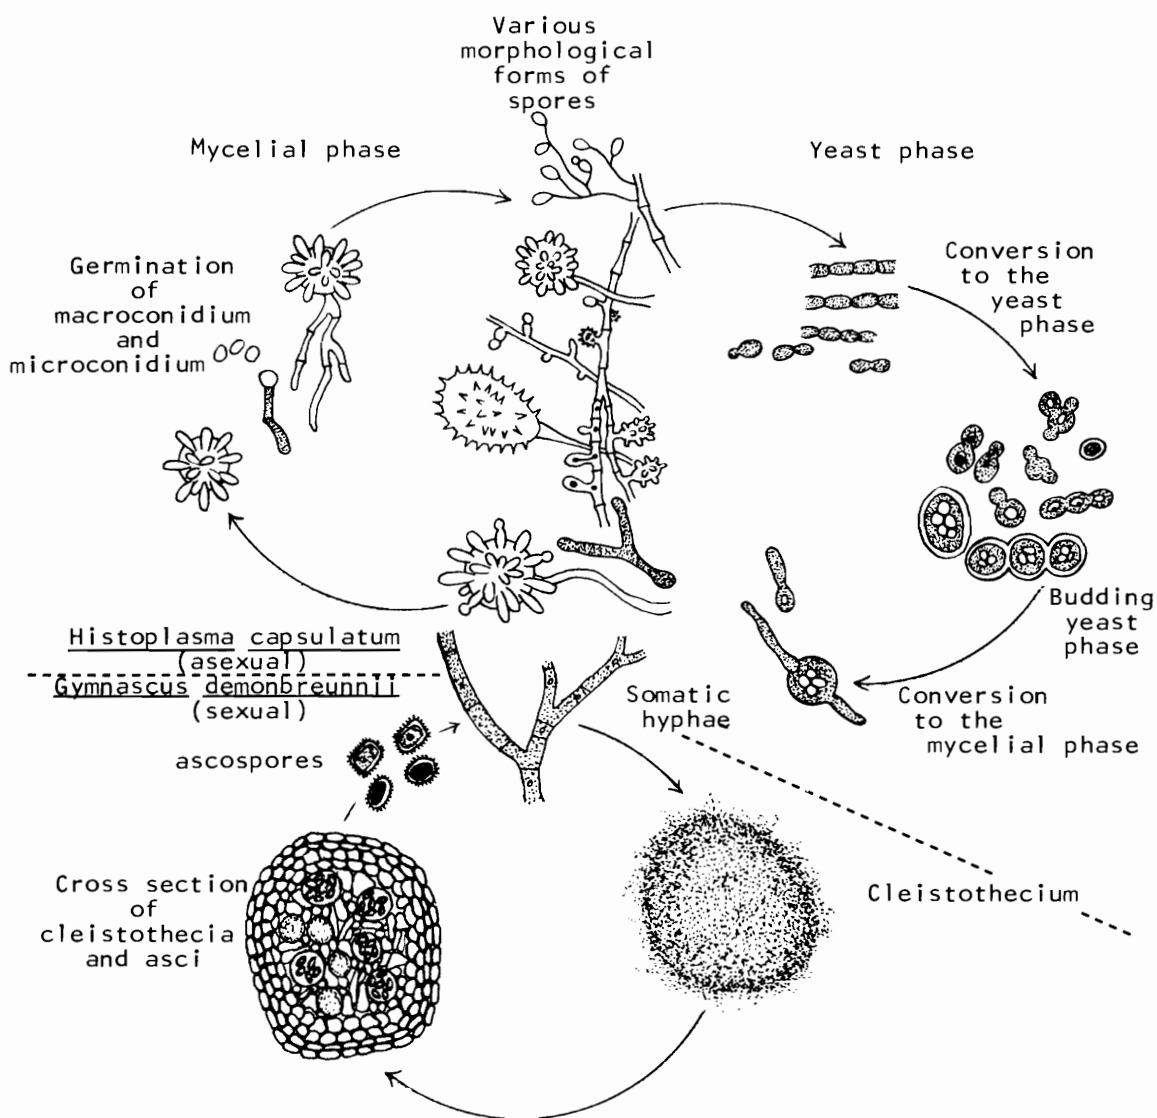 Various
morphological
forms of
spores
Mycelial phase
Yeast phase
Germination
of
macroconidium
and
microconidium
Conversion
to the
yeast
phase
Budding
yeast
phase
Conversion
to the
mycelial phase
Histoplasma capsulatum
(asexual)
Gymnascus demonbreunnii
(sexual)
Somatic
hyphae
ascospores
Cross section
of
cleistothecia
and asci
Cleistothecium